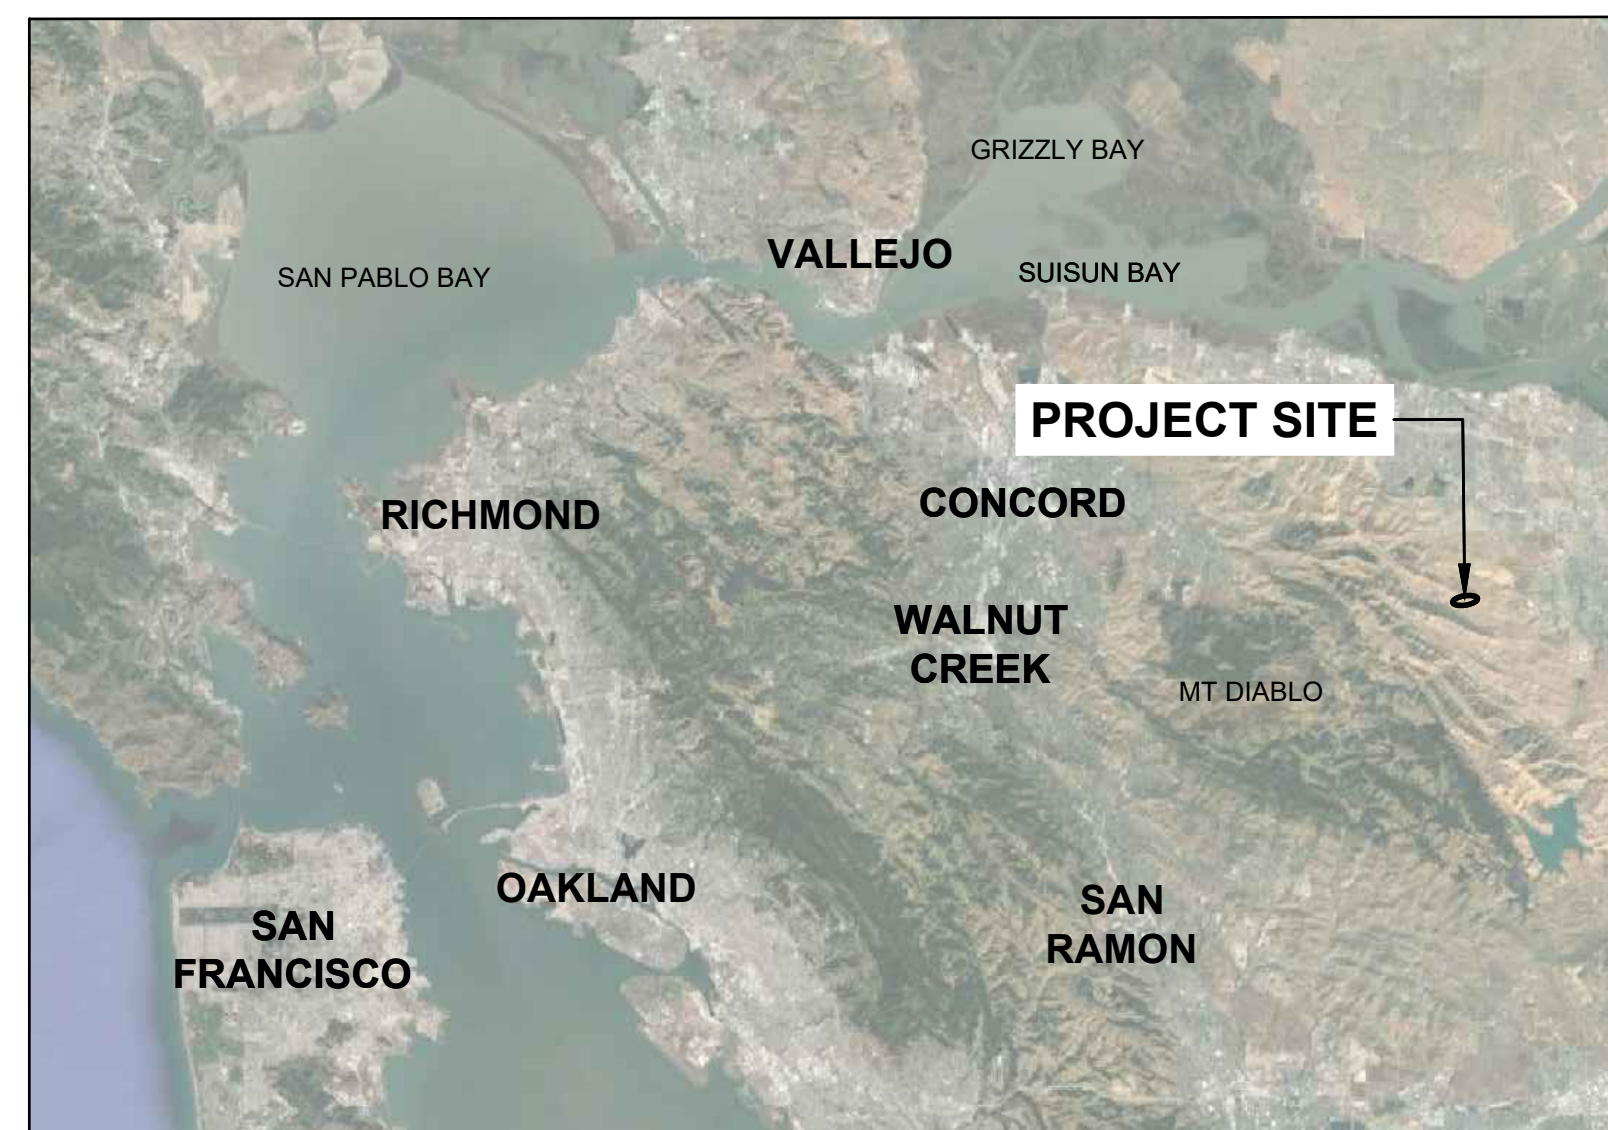 GRIZZLY BAY
VALLEJO
SAN PABLO BAY
SUISUN BAY
PROJECT SITE
RICHMOND
CONCORD
WALNUT
CREEK
MT DIABLO
OAKLAND
SAN
FRANCISCO
SAN
RAMON